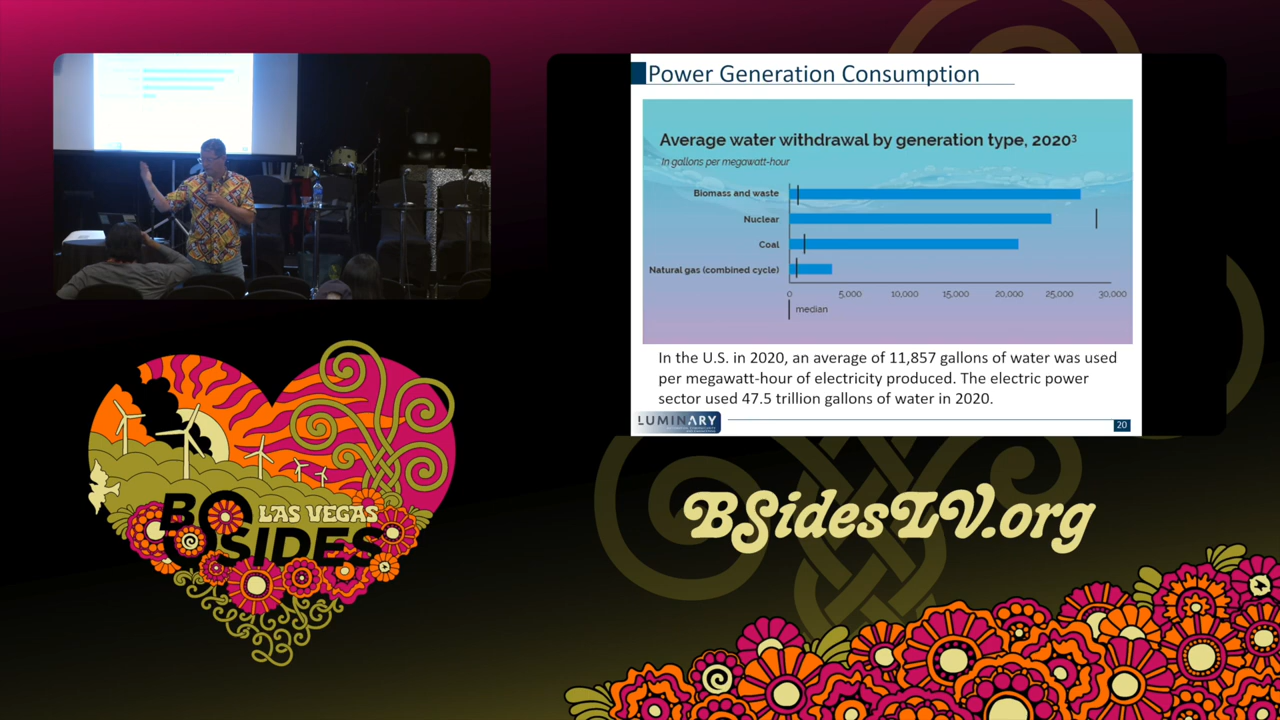 Power Generation Consumption
Average water withdrawal by generation type, 2020³
In gallons per megawatt-hour
Biomass and waste
Nuclear
Coal
Natural gas (combined cycle)
0 5,000 10,000 15,000 20,000 25,000 30,000
median
In the U.S. in 2020, an average of 11,857 gallons of water was used
per megawatt-hour of electricity produced. The electric power
sector used 47.5 trillion gallons of water in 2020.
LUMINARY
20
LAS VEGAS
BSidesLV.org